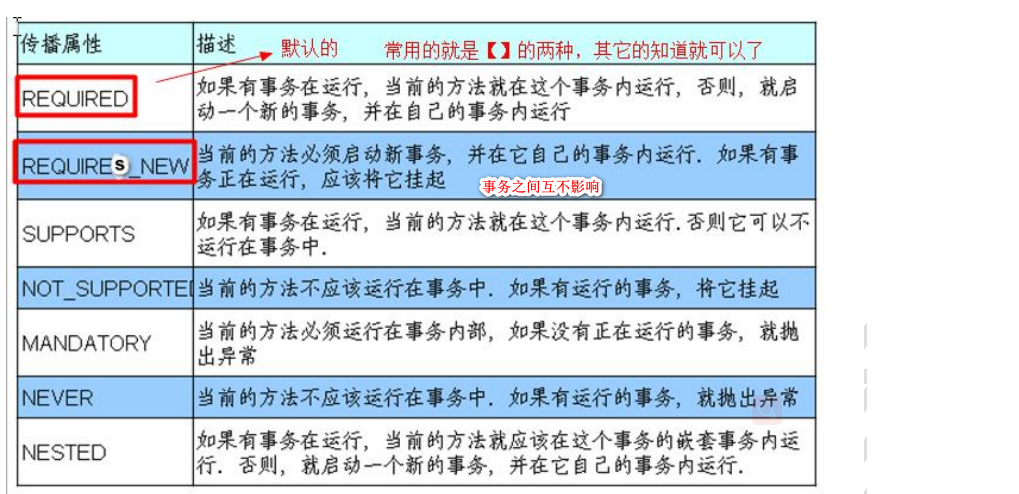 传播属性 描述 默认的 常用的就是【】的两种，其它的知道就可以了
REQUIRED 如果有事务在运行，当前的方法就在这个事务内运行，否则，就启
动一个新的事务，并在自己的事务内运行
REQUIRES_NEW 当前的方法必须启动新事务，并在它自己的事务内运行. 如果有事
务正在运行，应该将它挂起 事务之间互不影响
SUPPORTS 如果有事务在运行，当前的方法就在这个事务内运行. 否则它可以不
运行在事务中.
NOT_SUPPORTE 当前的方法不应该运行在事务中. 如果有运行的事务，将它挂起
MANDATORY 当前的方法必须运行在事务内部，如果没有正在运行的事务，就抛
出异常
NEVER 当前的方法不应该运行在事务中. 如果有运行的事务，就抛出异常
NESTED 如果有事务在运行，当前的方法就应该在这个事务的嵌套事务内运
行. 否则，就启动一个新的事务，并在它自己的事务内运行.